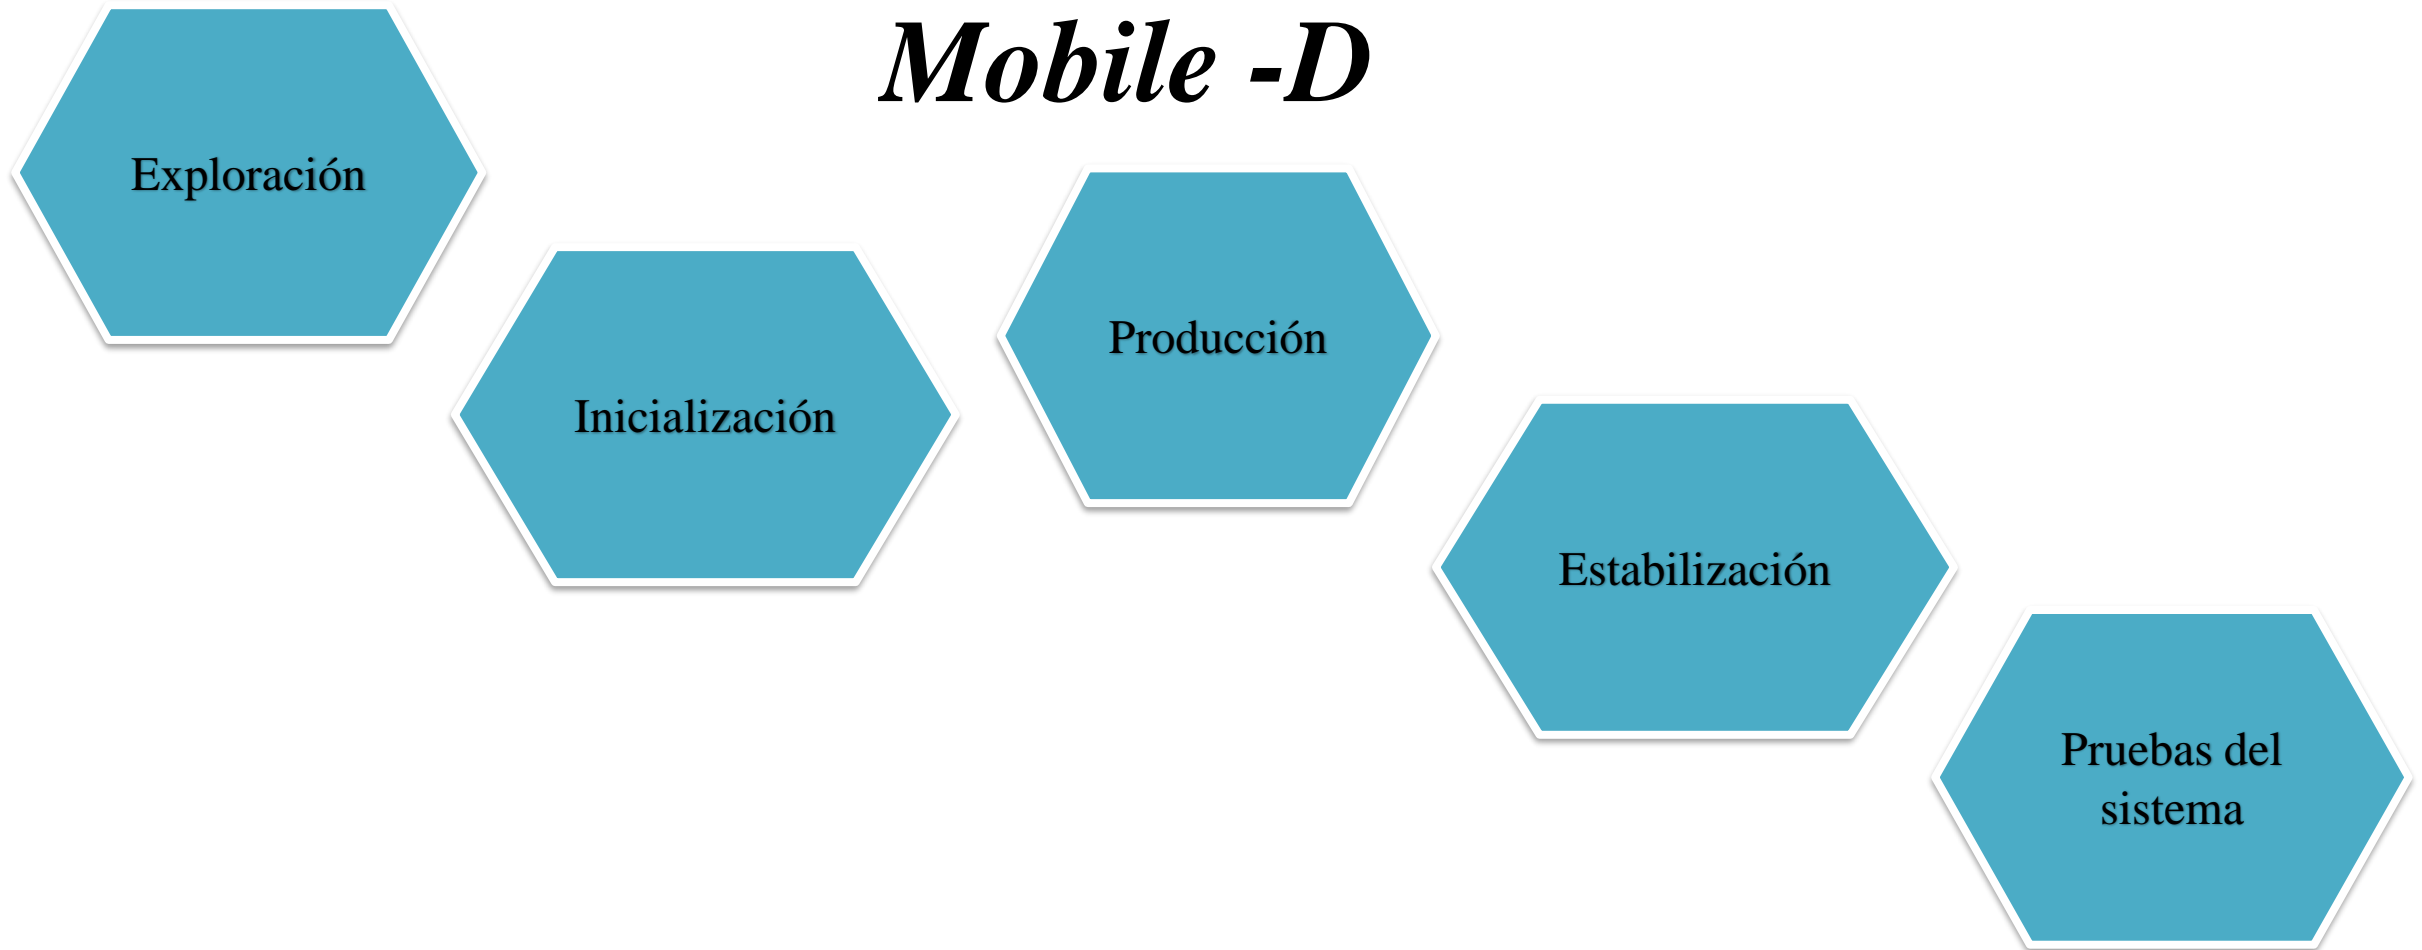 Mobile -D
Exploración
Inicialización
Producción
Estabilización
Pruebas del
sistema